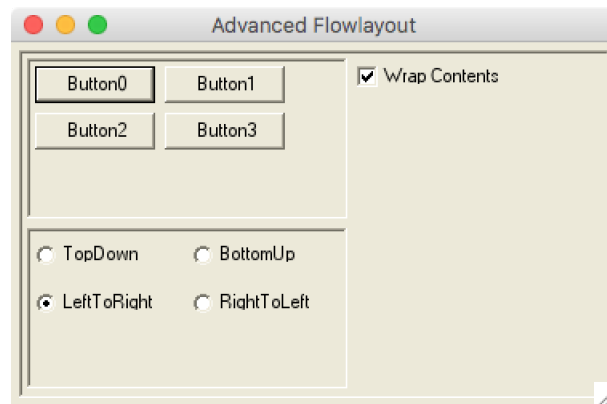 Advanced Flowlayout
Button0 Button1
Wrap Contents
Button2 Button3
TopDown BottomUp
LeftToRight RightToLeft